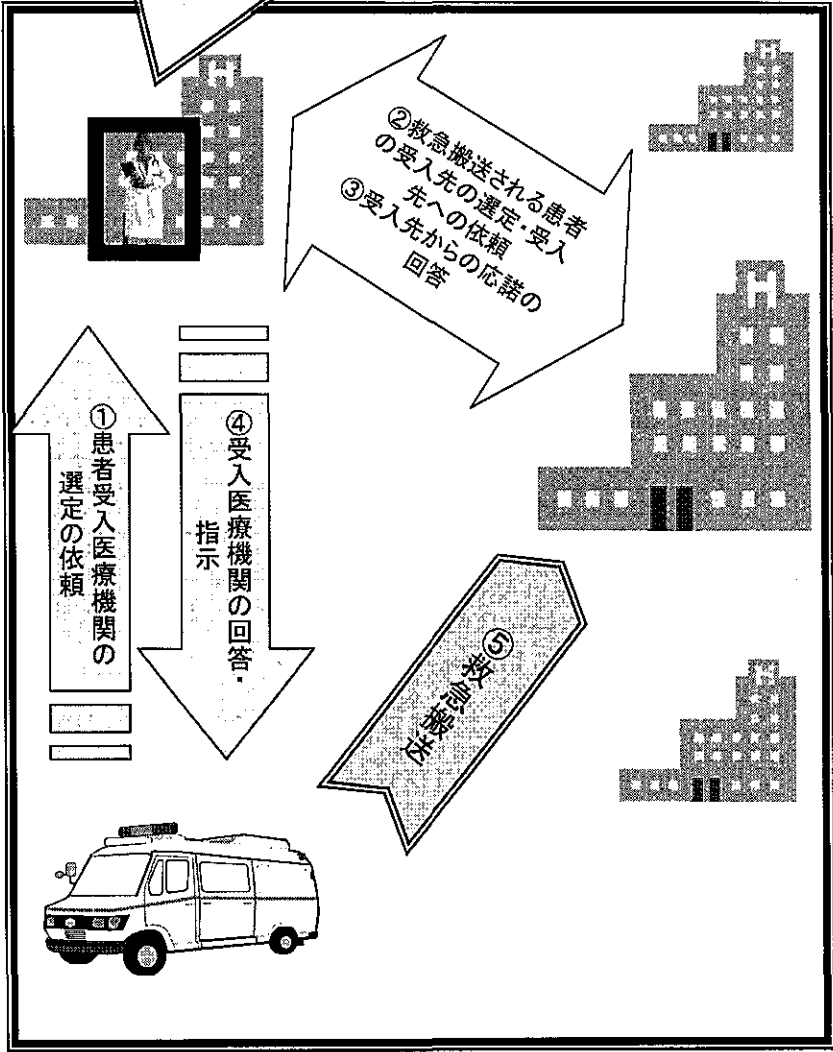 ①患者受入医療機関の
選定の依頼
②救急搬送される患者
の受入先の選定・受入
先への依頼
③受入先からの応諾の
回答
④受入医療機関の回答・
指示
⑤救急搬送